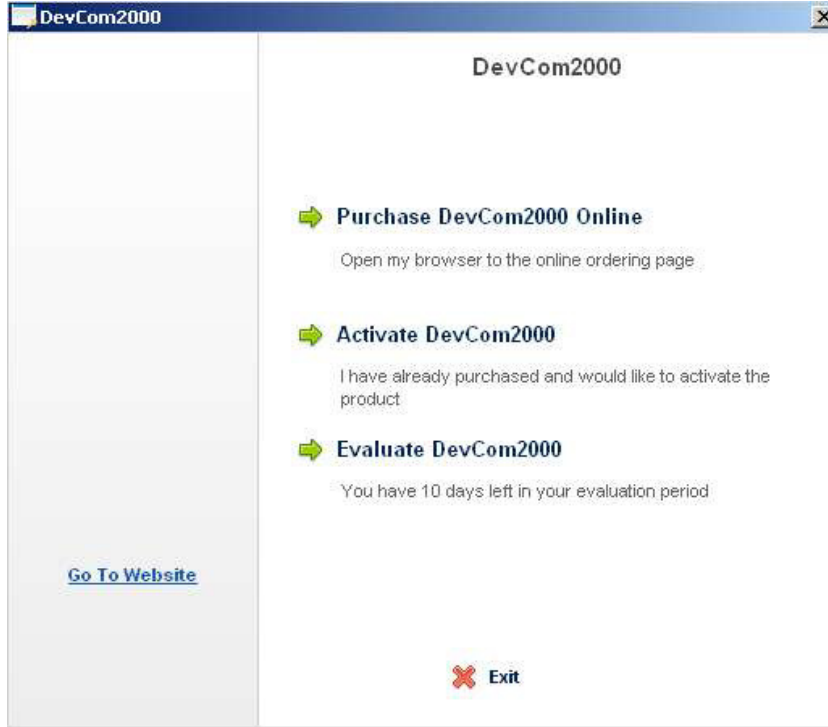 DevCom2000
DevCom2000
Purchase DevCom2000 Online
Open my browser to the online ordering page
Activate DevCom2000
I have already purchased and would like to activate the
product
Evaluate DevCom2000
You have 10 days left in your evaluation period
Go To Website
Exit